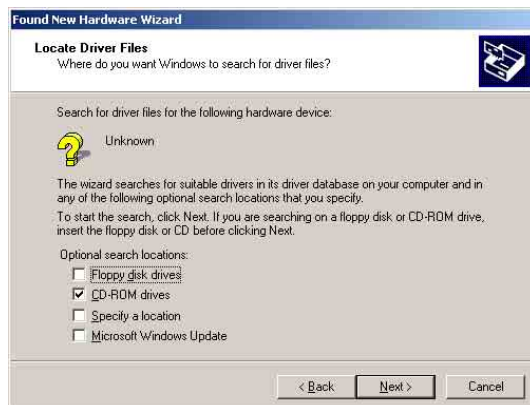 Found New Hardware Wizard
Locate Driver Files
Where do you want Windows to search for driver files?
Search for driver files for the following hardware device:
Unknown
The wizard searches for suitable drivers in its driver database on your computer and in
any of the following optional search locations that you specify.
To start the search, click Next. If you are searching on a floppy disk or CD-ROM drive,
insert the floppy disk or CD before clicking Next.
Optional search locations:
Floppy disk drives
CD-ROM drives
Specify a location
Microsoft Windows Update
< Back Next > Cancel